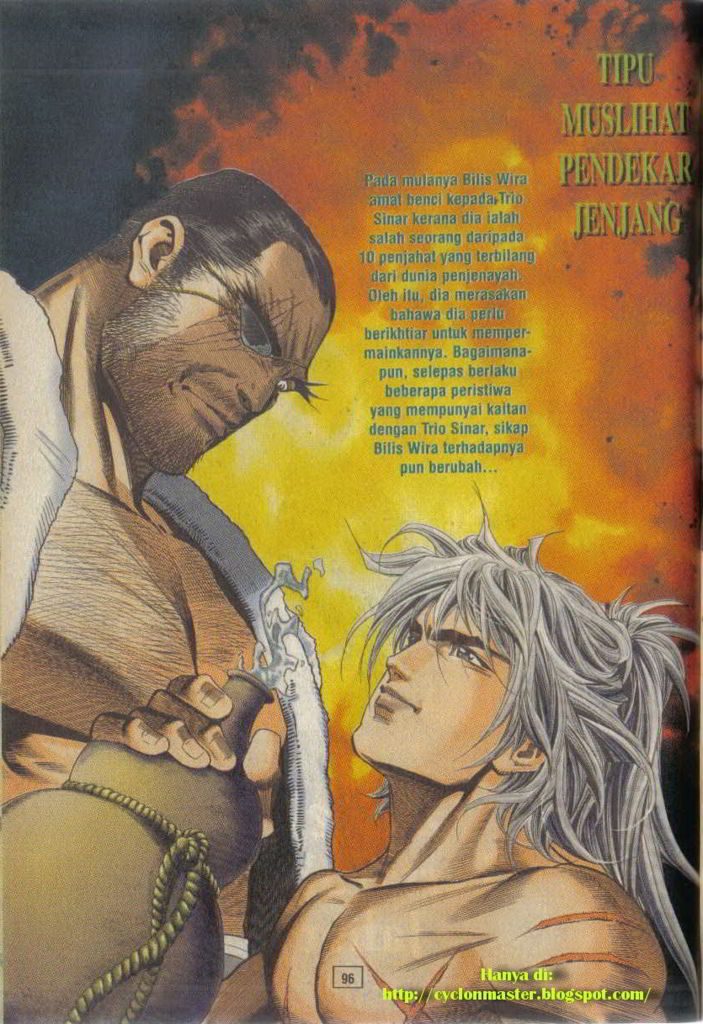 TIPU
MUSLIHAT
PENDEKAR
JENJANG
Pada mulanya Bilis Wira
amat benci kepada Trio
Sinar kerana dia ialah
salah seorang daripada
10 penjahat yang terbilang
dari dunia penjenayah.
Oleh itu, dia merasakan
bahawa dia perlu
berikhtiar untuk memper-
mainkannya. Bagaimana-
pun, selepas berlaku
beberapa peristiwa
yang mempunyai kaitan
dengan Trio Sinar, sikap
Bilis Wira terhadapnya
pun berubah...
96
Hanya di:
http://cyclonmaster.blogspot.com/